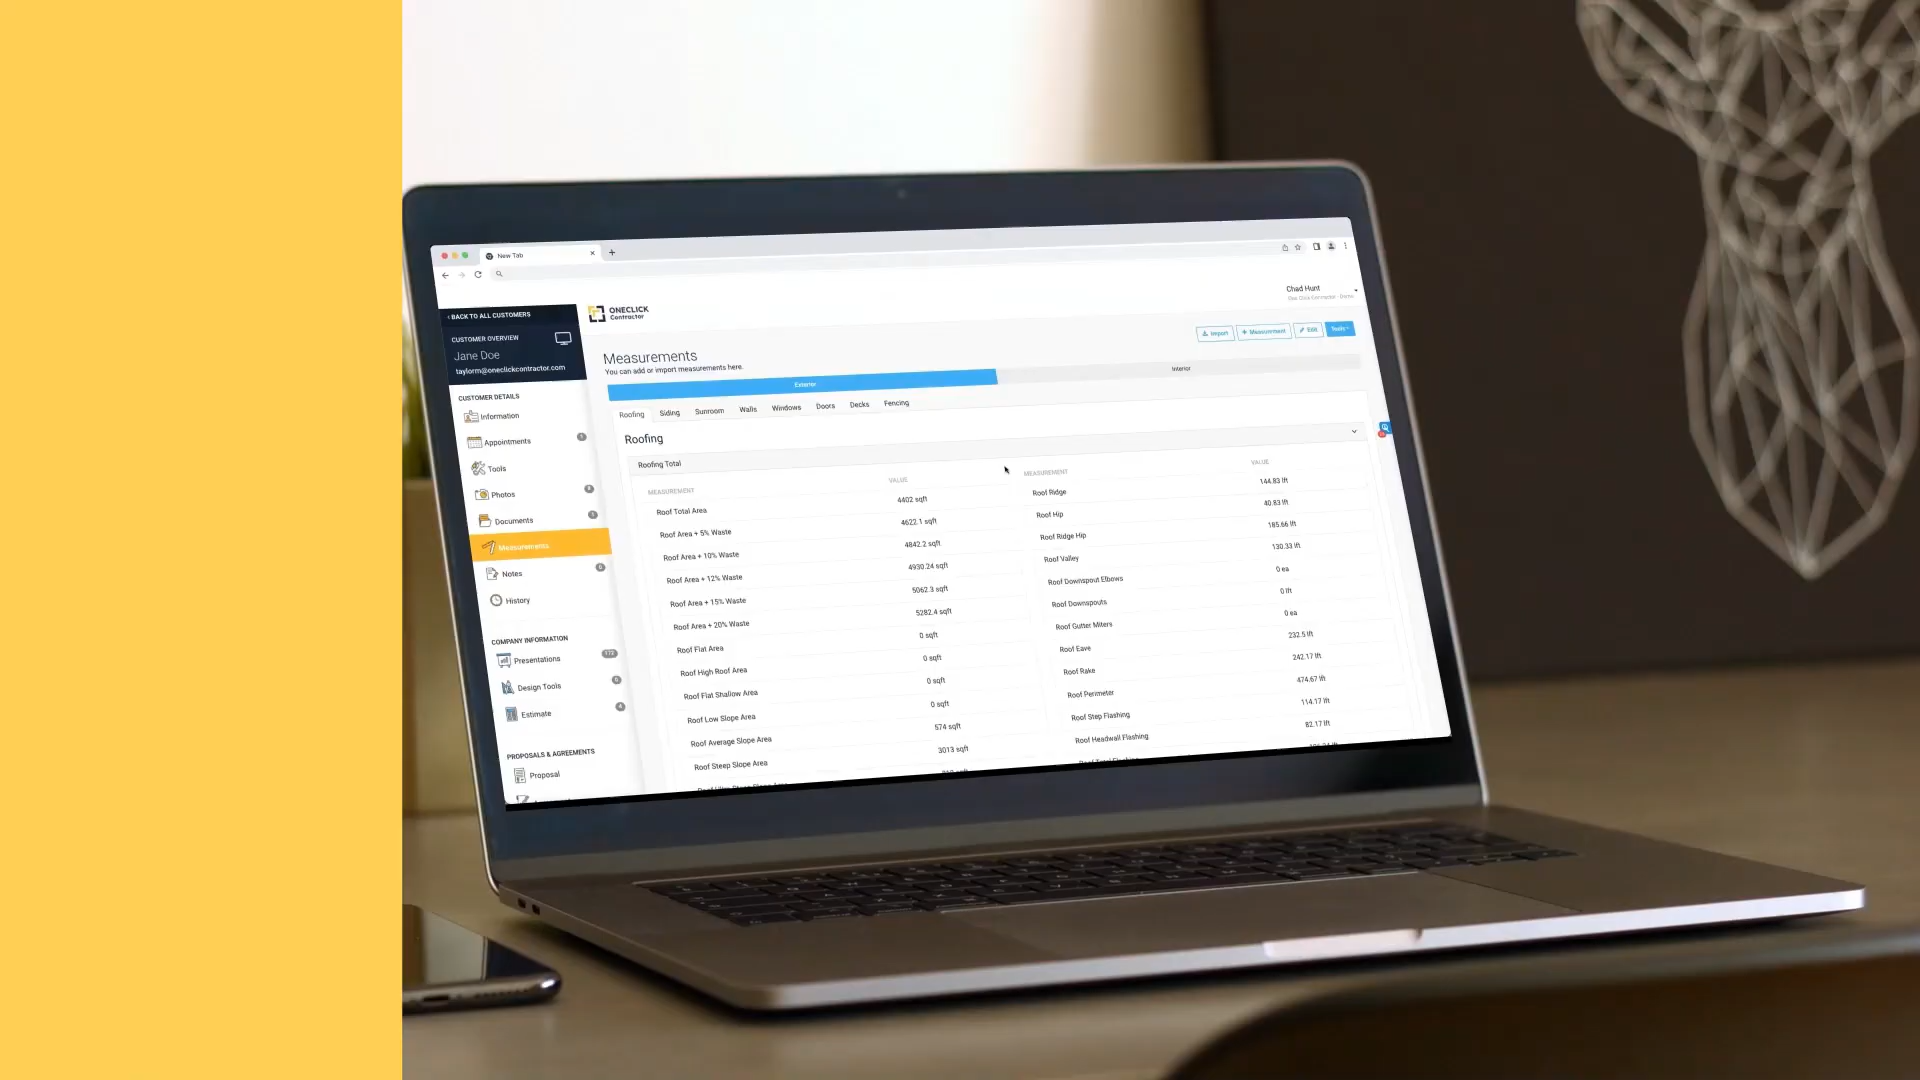 New Tab
Chad Hunt
One Click Contractor - Demo
BACK TO ALL CUSTOMERS
ONECLICK
Contractor
CUSTOMER OVERVIEW
Jane Doe
taylorm@oneclickcontractor.com
Import
Measurement
Edit
Tools
Measurements
You can add or import measurements here.
Exterior
Interior
Roofing
Siding
Sunroom
Walls
Windows
Doors
Decks
Fencing
CUSTOMER DETAILS
Information
Appointments
Tools
Photos
Documents
Measurements
Notes
History
COMPANY INFORMATION
Presentations 172
Design Tools
Estimate
PROPOSALS & AGREEMENTS
Proposal
Roofing
Roofing Total
MEASUREMENT VALUE
Roof Total Area 4402 sqft
Roof Area + 5% Waste 4622.1 sqft
Roof Area + 10% Waste 4842.2 sqft
Roof Area + 12% Waste 4930.24 sqft
Roof Area + 15% Waste 5062.3 sqft
Roof Area + 20% Waste 5282.4 sqft
Roof Flat Area 0 sqft
Roof High Roof Area 0 sqft
Roof Flat Shallow Area 0 sqft
Roof Low Slope Area 0 sqft
Roof Average Slope Area 574 sqft
Roof Steep Slope Area 3013 sqft
MEASUREMENT VALUE
Roof Ridge 144.83 lft
Roof Hip 40.83 lft
Roof Ridge Hip 185.66 lft
Roof Valley 130.33 lft
Roof Downspout Elbows 0 ea
Roof Downspouts 0 lft
Roof Gutter Miters 0 ea
Roof Eave 232.5 lft
Roof Rake 242.17 lft
Roof Perimeter 474.67 lft
Roof Step Flashing 114.17 lft
Roof Headwall Flashing 82.17 lft